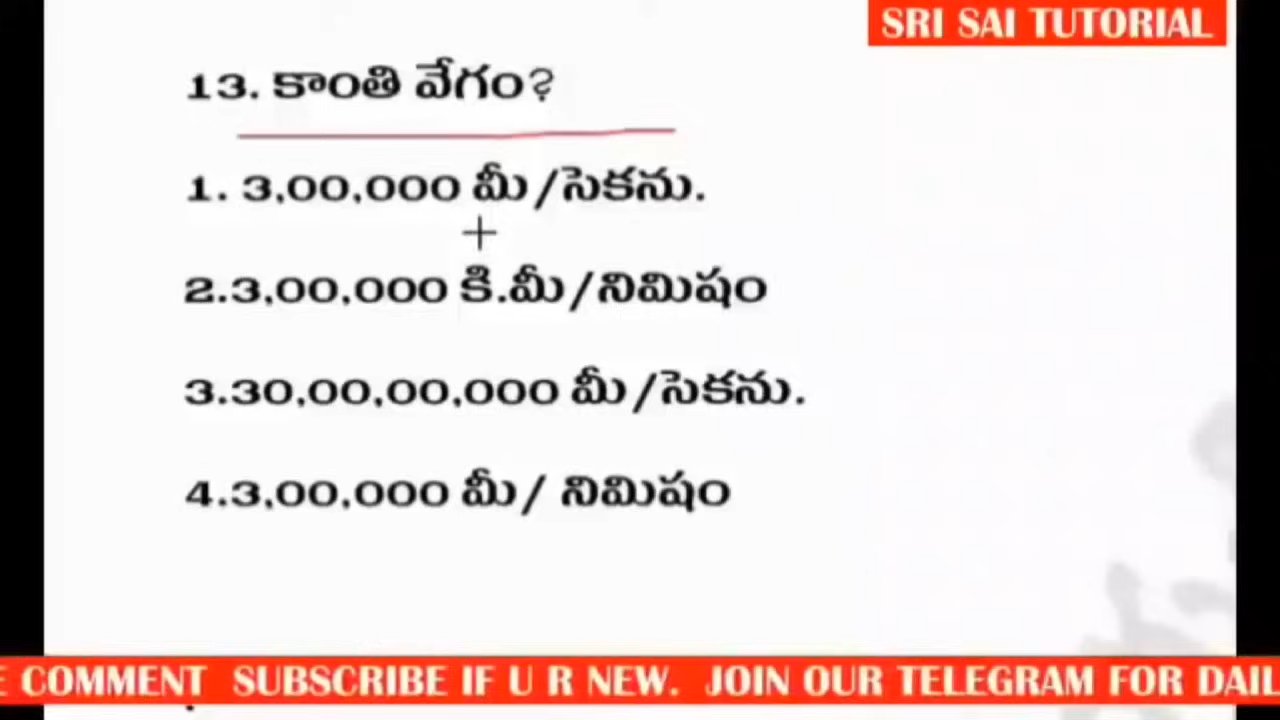 SRI SAI TUTORIAL
13. కాంతి వేగం?
1. 3,00,000 మీ/సెకను.
2.3,00,000 కి.మీ/నిమిషం
3.30,00,00,000 మీ/సెకను.
4.3,00,000 మీ/ నిమిషం
E COMMENT SUBSCRIBE IF U R NEW. JOIN OUR TELEGRAM FOR DAIL